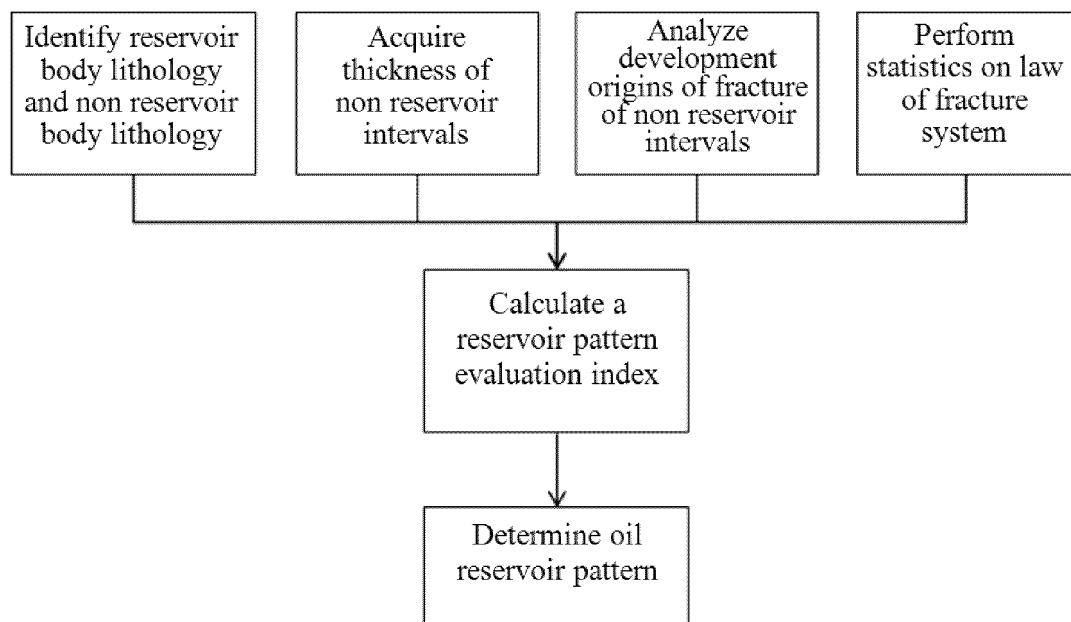 Identify reservoir
body lithology
and non reservoir
body lithology
Acquire
thickness of
non reservoir
intervals
Analyze
development
origins of fracture
of non reservoir
intervals
Perform
statistics on law
of fracture
system
Calculate a
reservoir pattern
evaluation index
Determine oil
reservoir pattern